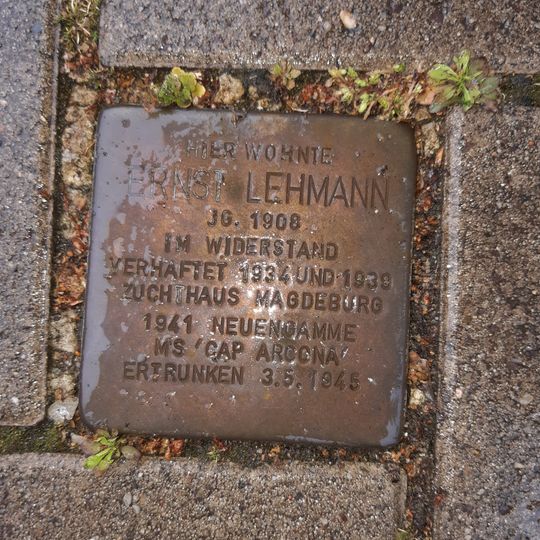 HIER WOHNTE
ERNST LEHMANN
JG. 1908
IM WIDERSTAND
VERHAFTET 1934 UND 1939
ZUCHTHAUS MAGDEBURG
1941 NEUENGAMME
MS 'CAP ARCONA'
ERTRUNKEN 3.5.1945